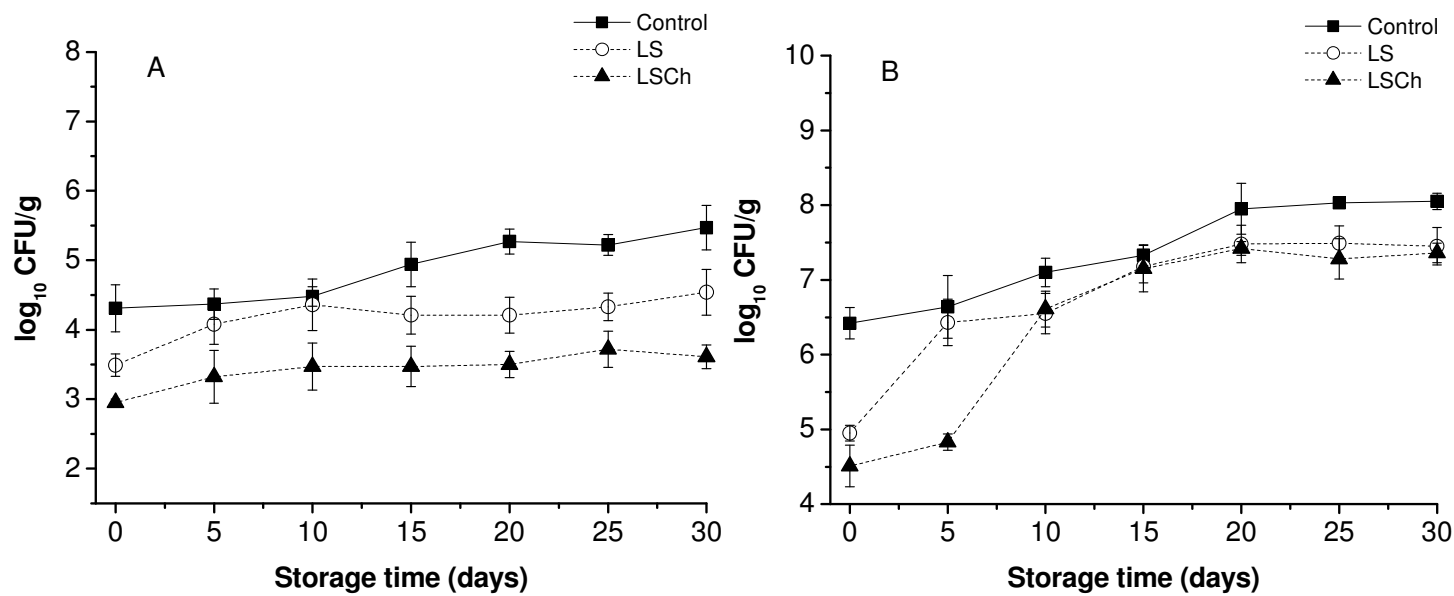 Control
LS
LSCh
A
8
7
6
5
4
3
2
log₁₀ CFU/g
0 5 10 15 20 25 30
Storage time (days)
Control
LS
LSCh
B
10
9
8
7
6
5
4
log₁₀ CFU/g
0 5 10 15 20 25 30
Storage time (days)